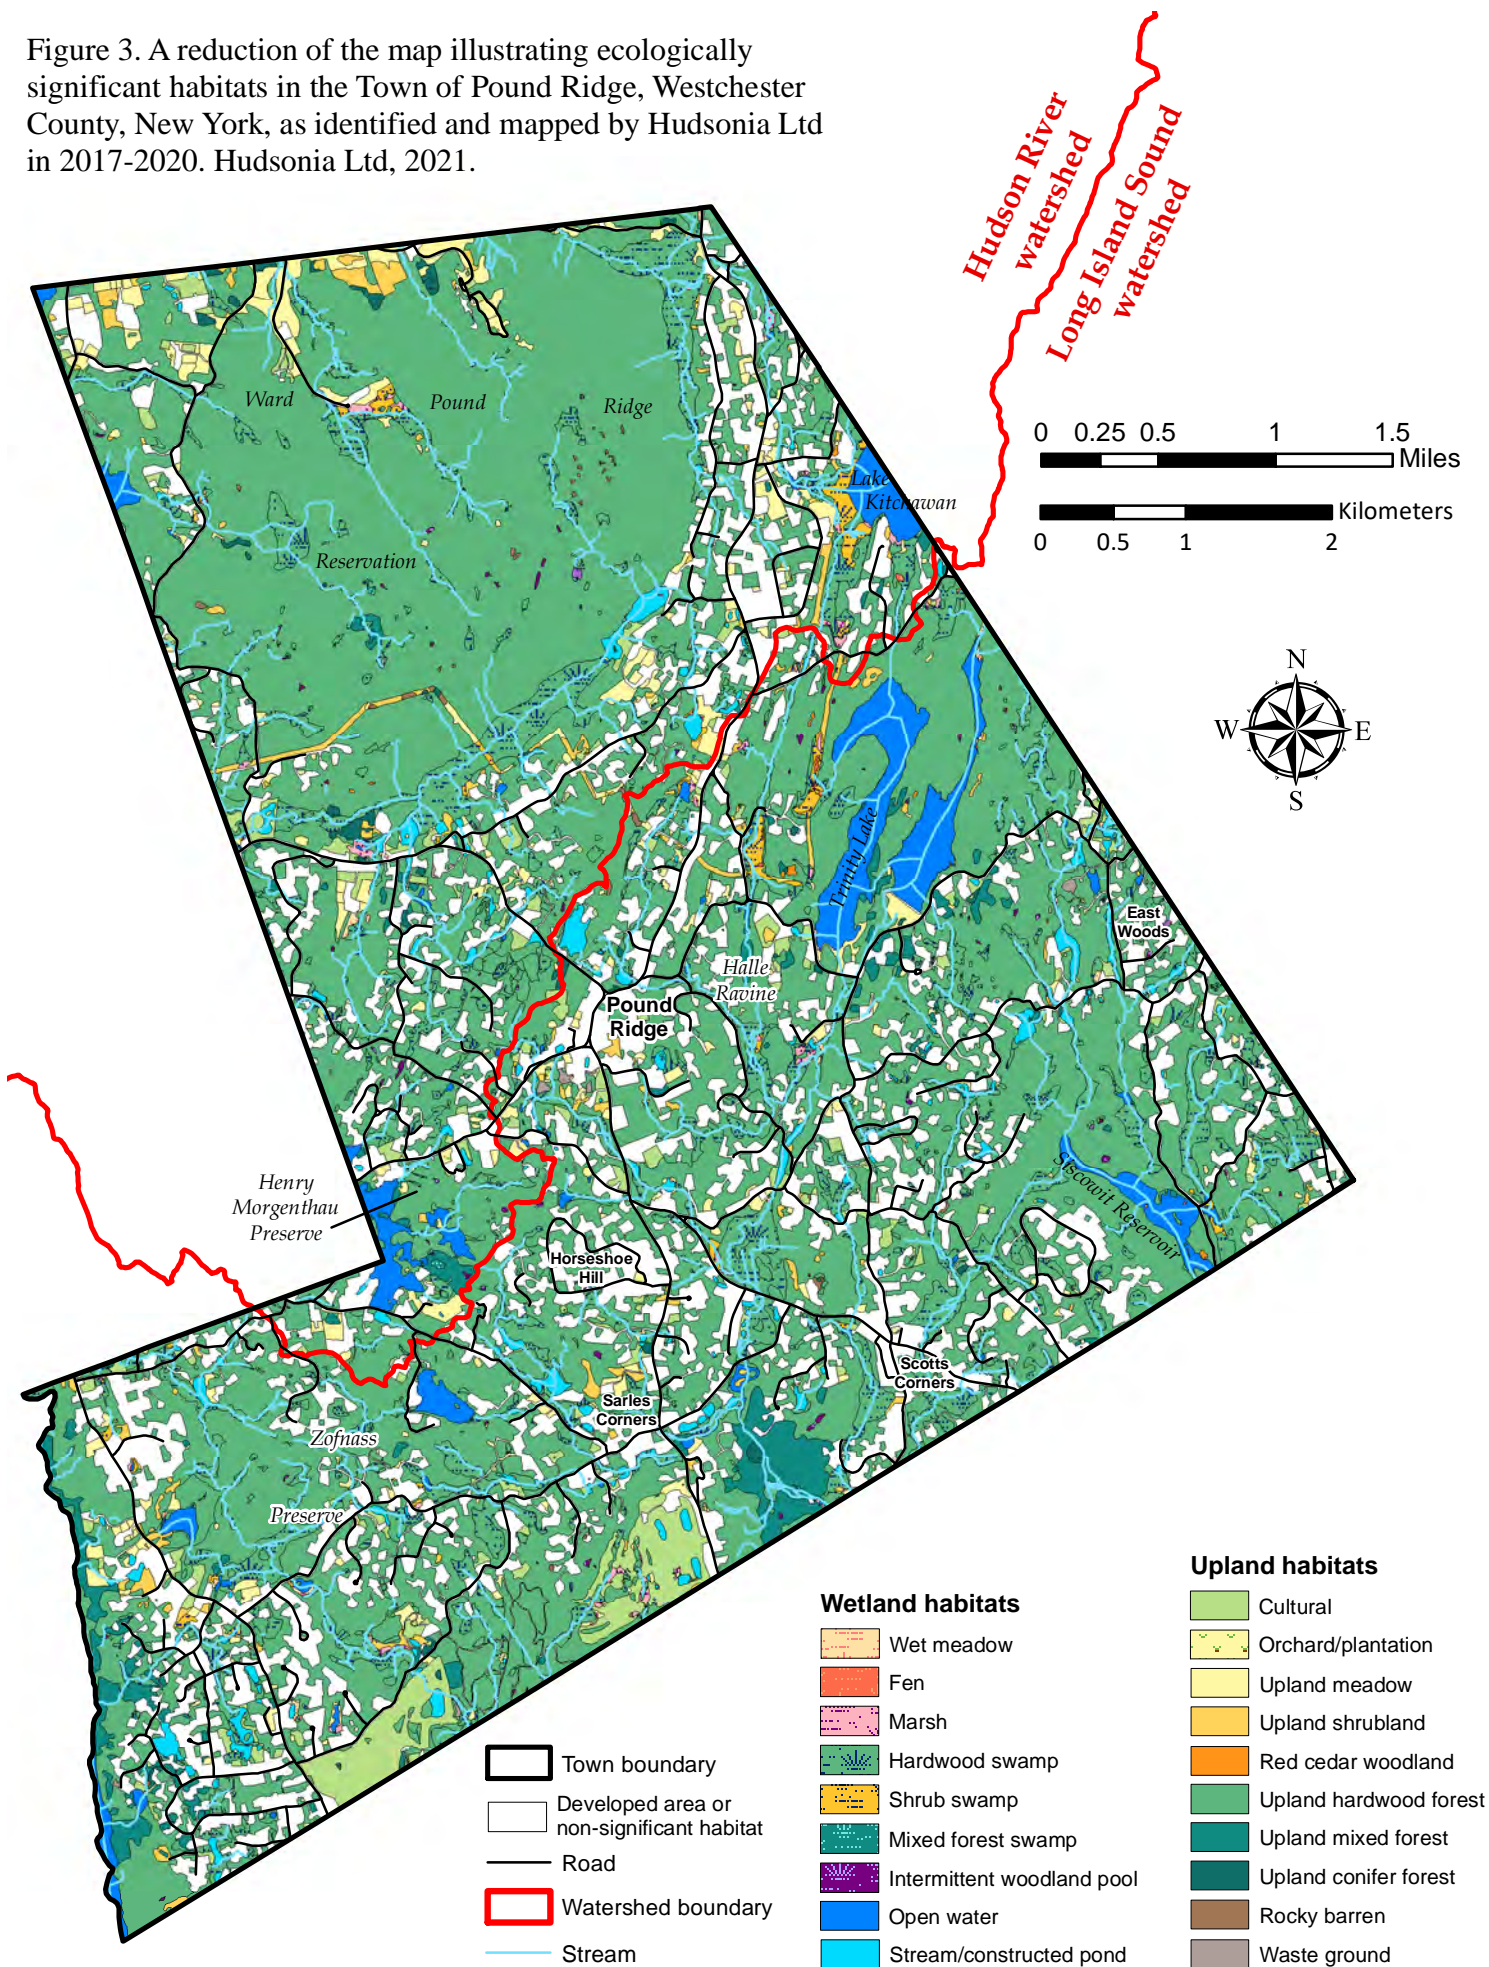 Figure 3. A reduction of the map illustrating ecologically
significant habitats in the Town of Pound Ridge, Westchester
County, New York, as identified and mapped by Hudsonia Ltd
in 2017-2020. Hudsonia Ltd, 2021.
Hudson River
watershed
Long Island Sound
watershed
0 0.25 0.5 1 1.5
Miles
Kilometers
0 0.5 1 2
N
W E
S
Ward Pound Ridge
Reservation
Lake
Kitchawan
Trinity Lake
East
Woods
Halle
Ravine
Pound
Ridge
Henry
Morgenthau
Preserve
Siscowit Reservoir
Horseshoe
Hill
Scotts
Corners
Sarles
Corners
Zofnass
Preserve
Town boundary
Developed area or
non-significant habitat
Road
Watershed boundary
Stream
Wetland habitats
Wet meadow
Fen
Marsh
Hardwood swamp
Shrub swamp
Mixed forest swamp
Intermittent woodland pool
Open water
Stream/constructed pond
Upland habitats
Cultural
Orchard/plantation
Upland meadow
Upland shrubland
Red cedar woodland
Upland hardwood forest
Upland mixed forest
Upland conifer forest
Rocky barren
Waste ground